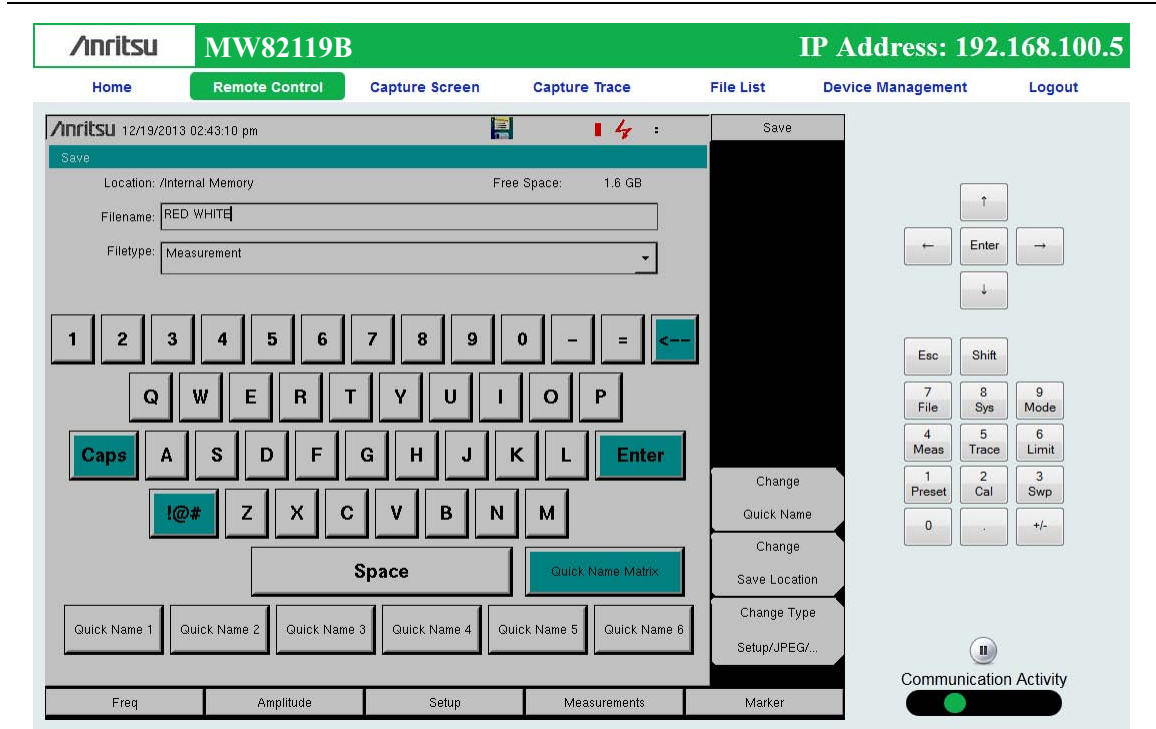 Anritsu MW82119B IP Address: 192.168.100.5
Home Remote Control Capture Screen Capture Trace File List Device Management Logout
Anritsu 12/19/2013 02:43:10 pm :
Save
Save
Location: /Internal Memory Free Space: 1.6 GB
Filename: RED WHITE
Filetype: Measurement
1 2 3 4 5 6 7 8 9 0 - = <--
Q W E R T Y U I O P
Caps A S D F G H J K L Enter
!@# Z X C V B N M
Space Quick Name Matrix
Quick Name 1 Quick Name 2 Quick Name 3 Quick Name 4 Quick Name 5 Quick Name 6
Change
Quick Name
Change
Save Location
Change Type
Setup/JPEG/...
Freq Amplitude Setup Measurements Marker
↑
← Enter →
↓
Esc Shift
7 8 9
File Sys Mode
4 5 6
Meas Trace Limit
1 2 3
Preset Cal Swp
0 . +/-
Communication Activity